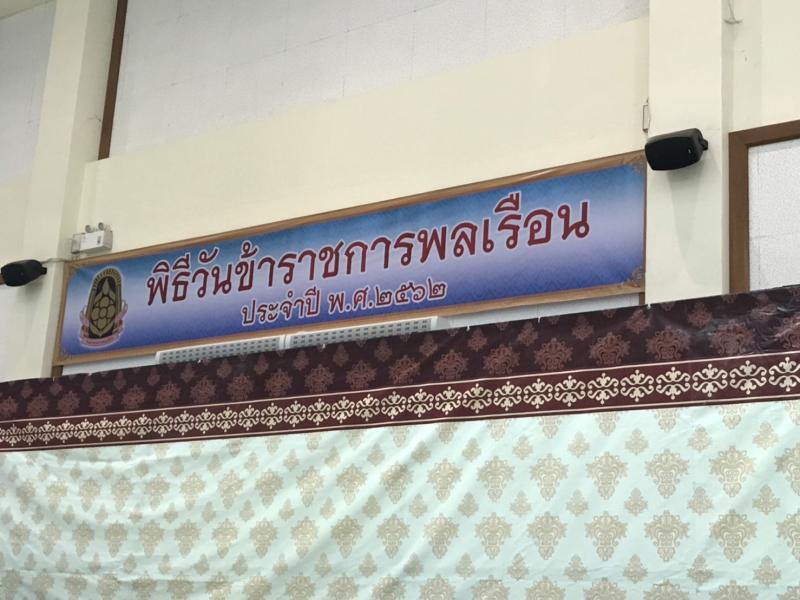 พิธีวันข้าราชการพลเรือน
ประจำปี พ.ศ.๒๕๖๒